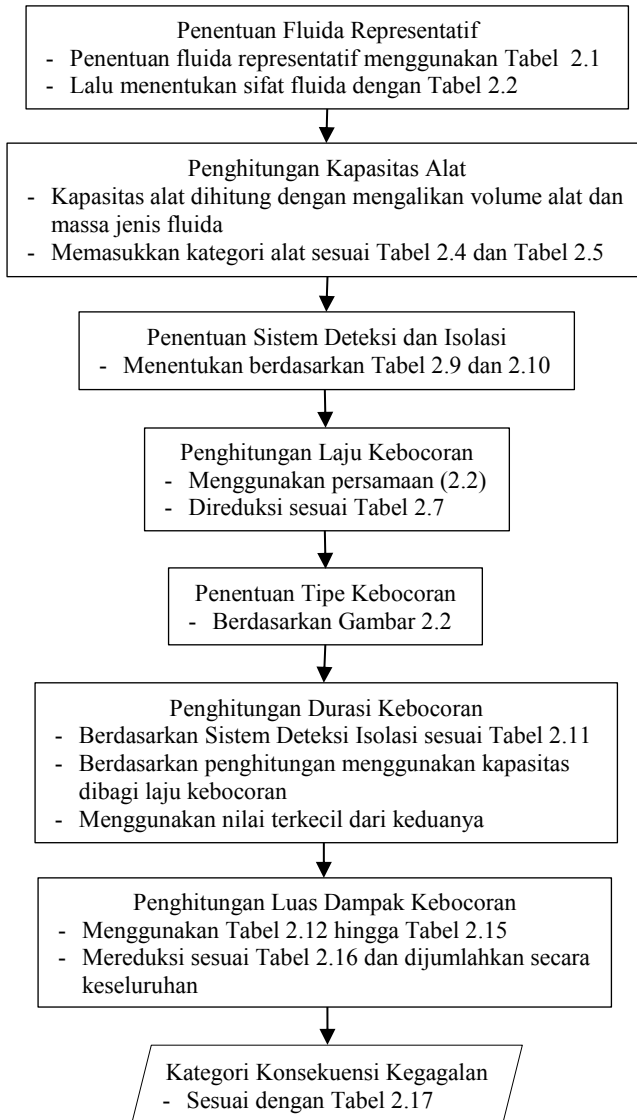 Penentuan Fluida Representatif
- Penentuan fluida representatif menggunakan Tabel 2.1
- Lalu menentukan sifat fluida dengan Tabel 2.2
Penghitungan Kapasitas Alat
- Kapasitas alat dihitung dengan mengalikan volume alat dan
massa jenis fluida
- Memasukkan kategori alat sesuai Tabel 2.4 dan Tabel 2.5
Penentuan Sistem Deteksi dan Isolasi
- Menentukan berdasarkan Tabel 2.9 dan 2.10
Penghitungan Laju Kebocoran
- Menggunakan persamaan (2.2)
- Direduksi sesuai Tabel 2.7
Penentuan Tipe Kebocoran
- Berdasarkan Gambar 2.2
Penghitungan Durasi Kebocoran
- Berdasarkan Sistem Deteksi Isolasi sesuai Tabel 2.11
- Berdasarkan penghitungan menggunakan kapasitas
dibagi laju kebocoran
- Menggunakan nilai terkecil dari keduanya
Penghitungan Luas Dampak Kebocoran
- Menggunakan Tabel 2.12 hingga Tabel 2.15
- Mereduksi sesuai Tabel 2.16 dan dijumlahkan secara
keseluruhan
Kategori Konsekuensi Kegagalan
- Sesuai dengan Tabel 2.17